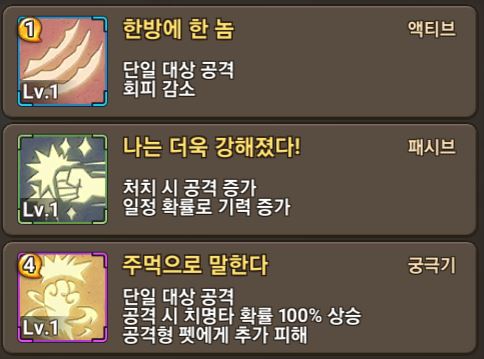 1
한방에 한 놈
액티브
단일 대상 공격
회피 감소
Lv.1
나는 더욱 강해졌다!
패시브
처치 시 공격 증가
일정 확률로 기력 증가
Lv.1
4
주먹으로 말한다
궁극기
단일 대상 공격
공격 시 치명타 확률 100% 상승
공격형 펫에게 추가 피해
Lv.1